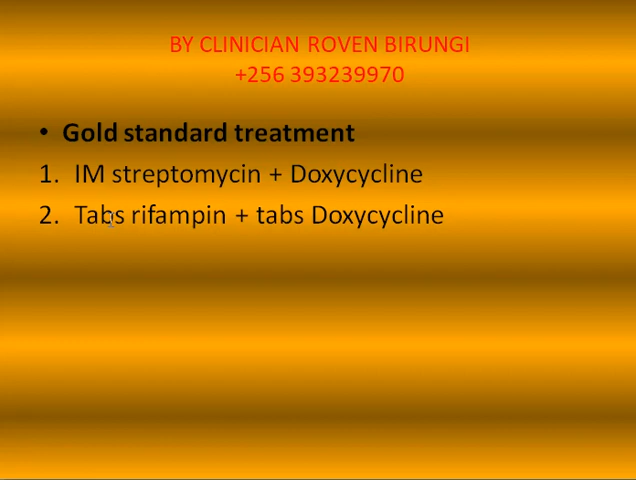 BY CLINICIAN ROVEN BIRUNGI
+256 393239970
• Gold standard treatment
1. IM streptomycin + Doxycycline
2. Tabs rifampin + tabs Doxycycline